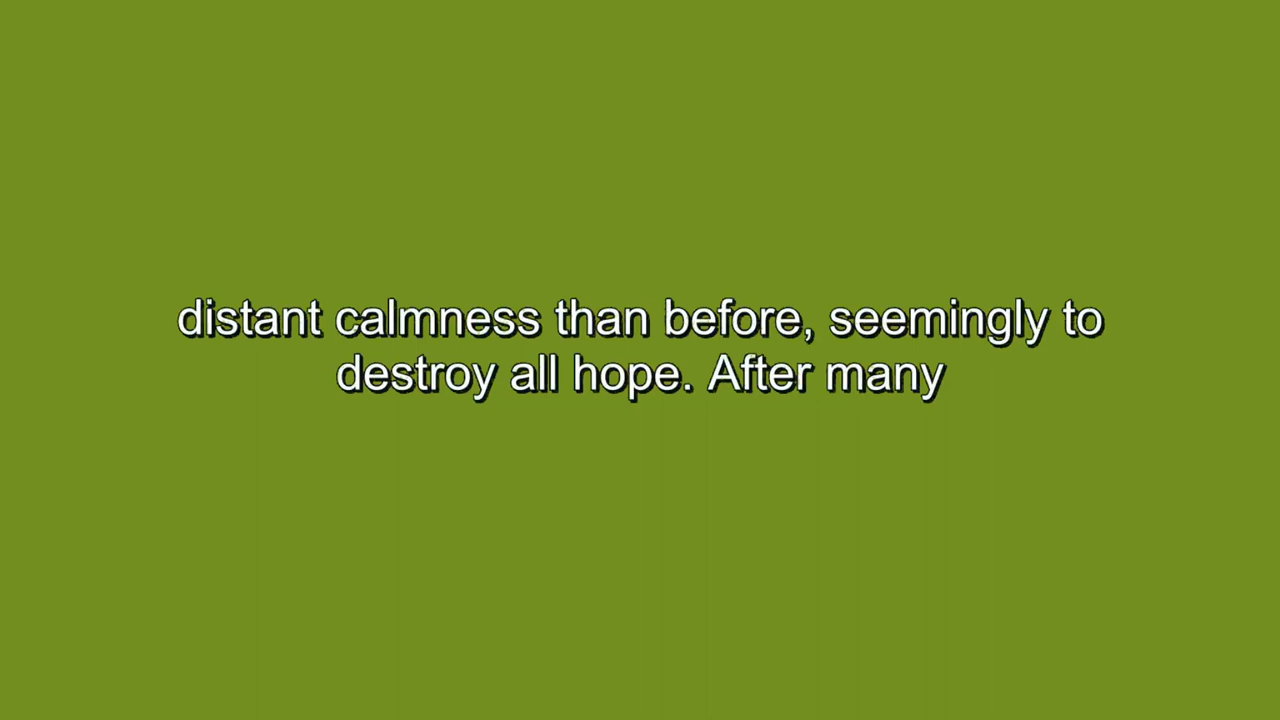 distant calmness than before, seemingly to
destroy all hope. After many